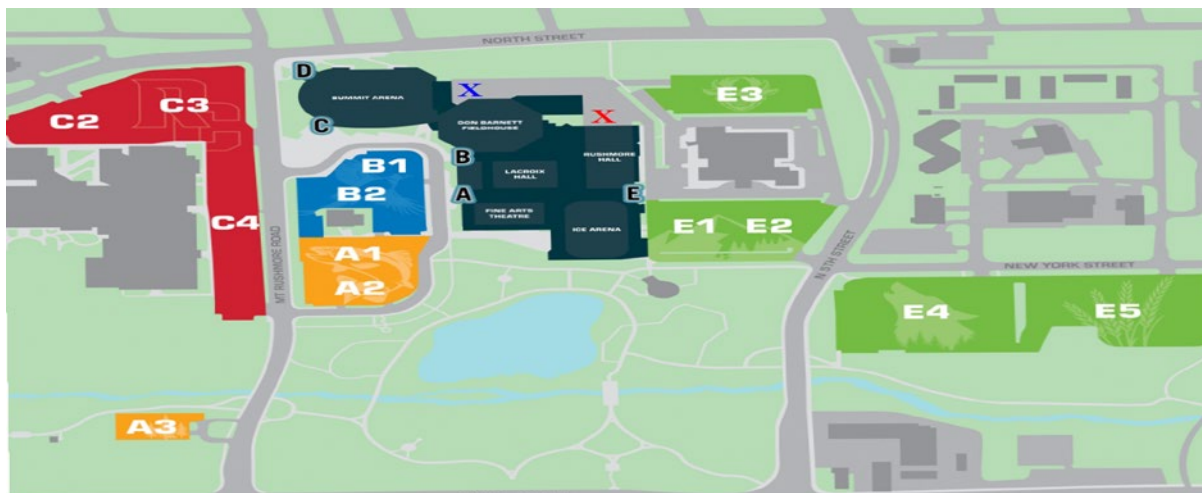 NORTH STREET
D
SUMMIT ARENA
X
C3
C2
E3
C
DON BARNETT
FIELDHOUSE
X
B
RUSHMORE
HALL
B1
LACROIX
HALL
B2
A
E
C4
FINE ARTS
THEATRE
E1
E2
ICE ARENA
MT RUSHMORE ROAD
A1
A2
N 5TH STREET
NEW YORK STREET
E4
E5
A3